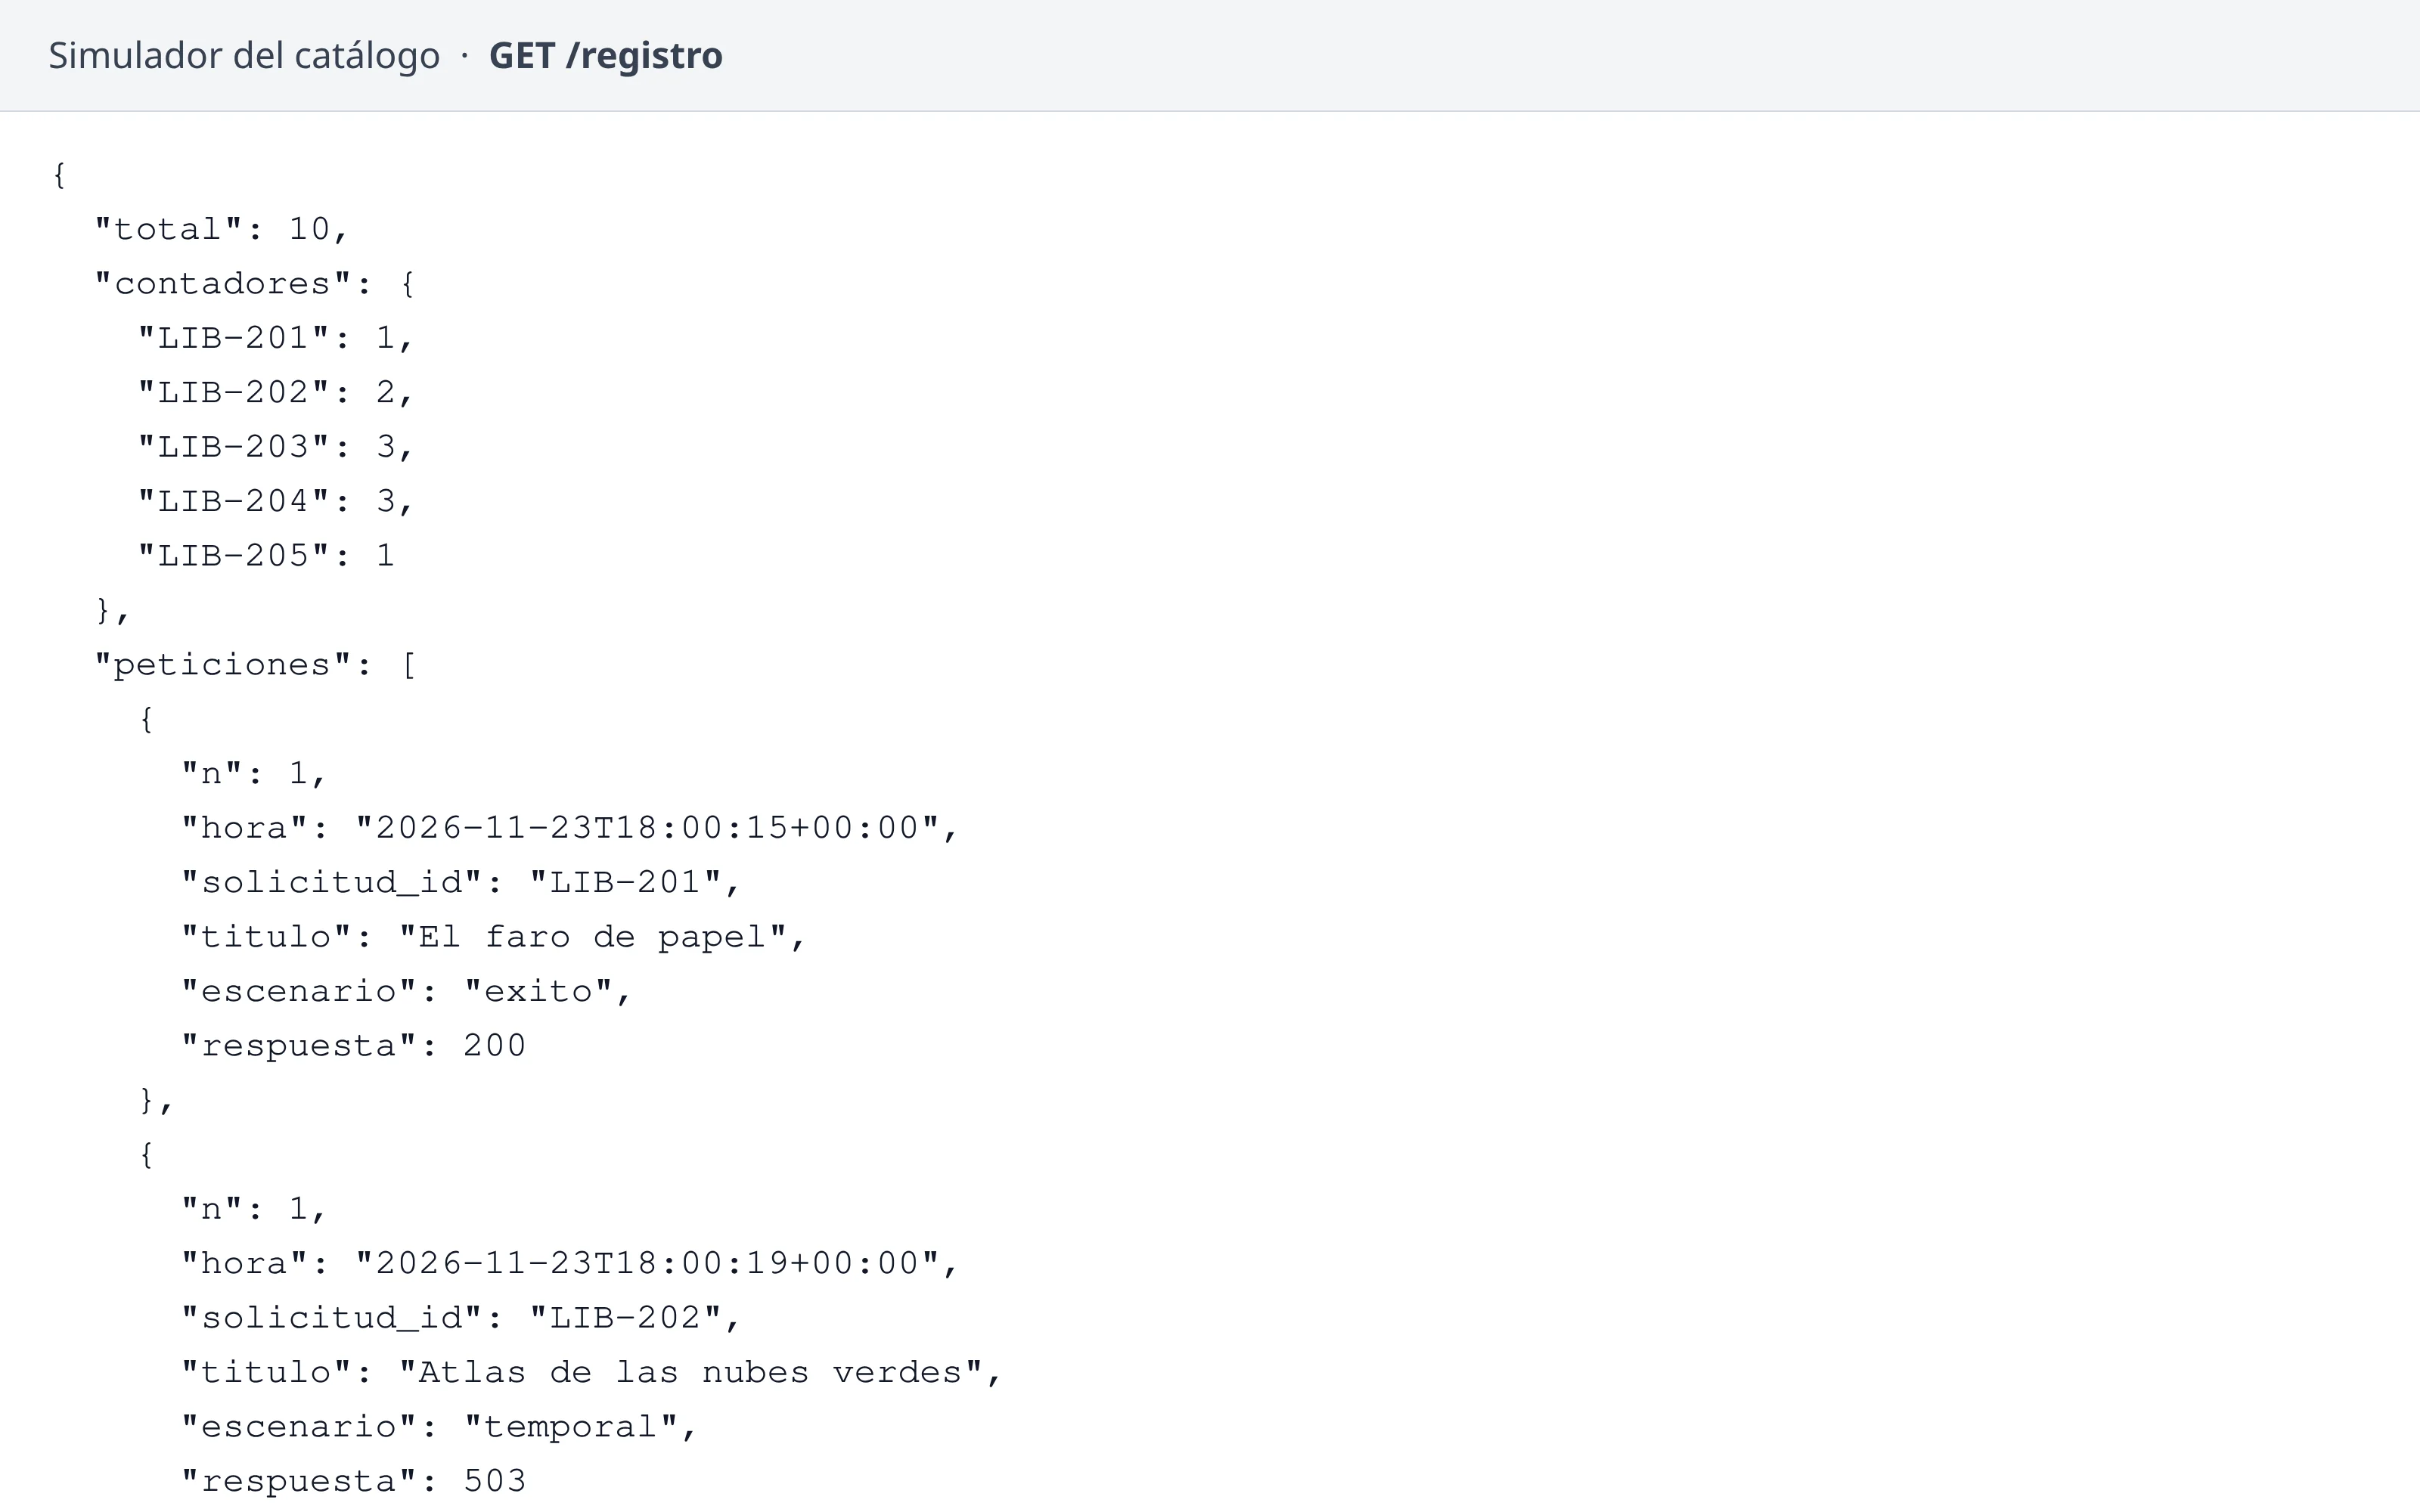 Simulador del catálogo · GET /registro
{
"total": 10,
"contadores": {
"LIB-201": 1,
"LIB-202": 2,
"LIB-203": 3,
"LIB-204": 3,
"LIB-205": 1
},
"peticiones": [
{
"n": 1,
"hora": "2026-11-23T18:00:15+00:00",
"solicitud_id": "LIB-201",
"titulo": "El faro de papel",
"escenario": "exito",
"respuesta": 200
},
{
"n": 1,
"hora": "2026-11-23T18:00:19+00:00",
"solicitud_id": "LIB-202",
"titulo": "Atlas de las nubes verdes",
"escenario": "temporal",
"respuesta": 503